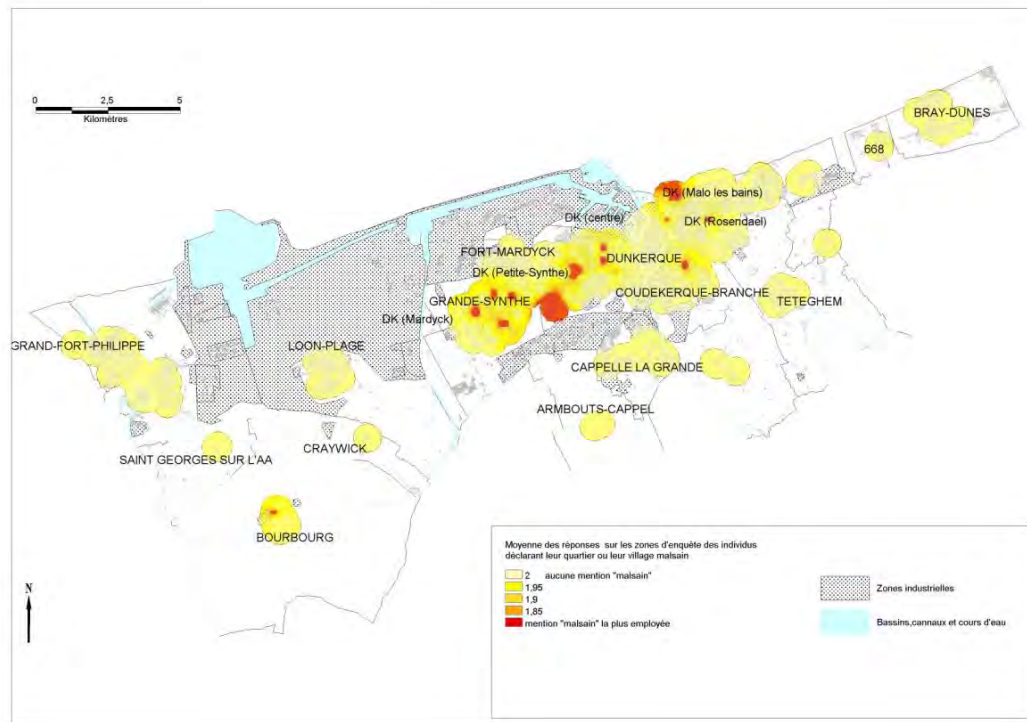 0 2,5 5
Kilomètres
BRAY-DUNES
668
DK (Malo les bains)
DK (centre)
DK (Rosendael)
FORT-MARDYCK
DUNKERQUE
DK (Petite-Synthe)
COUDEKERQUE-BRANCHE
GRANDE-SYNTHE
TETEGHEM
DK (Mardyck)
GRAND-FORT-PHILIPPE
LOON-PLAGE
CAPPELLE LA GRANDE
ARMBOUTS-CAPPEL
CRAYWICK
SAINT GEORGES SUR L'AA
BOURBOURG
N
Moyenne des réponses sur les zones d'enquête des individus
déclarant leur quartier ou leur village malsain
2 aucune mention "malsain"
1,95
1,9
1,85
mention "malsain" la plus employée
Zones industrielles
Bassins,cannaux et cours d'eau